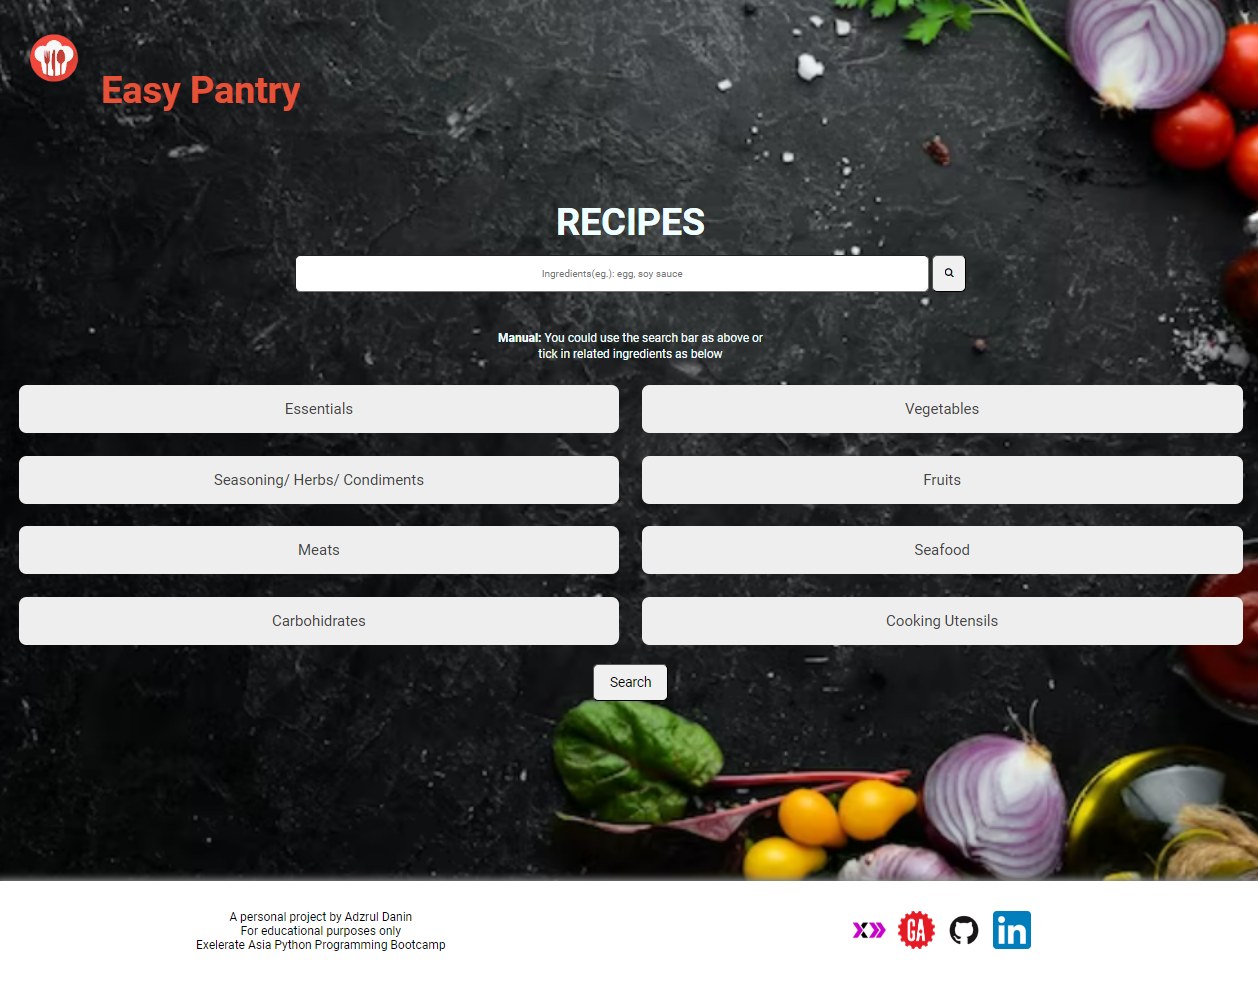 Easy Pantry
RECIPES
Ingredients(eg.): egg, soy sauce
Manual: You could use the search bar as above or
tick in related ingredients as below
Essentials
Vegetables
Seasoning/ Herbs/ Condiments
Fruits
Meats
Seafood
Carbohidrates
Cooking Utensils
Search
A personal project by Adzrul Danin
For educational purposes only
Exelerate Asia Python Programming Bootcamp
GA
in